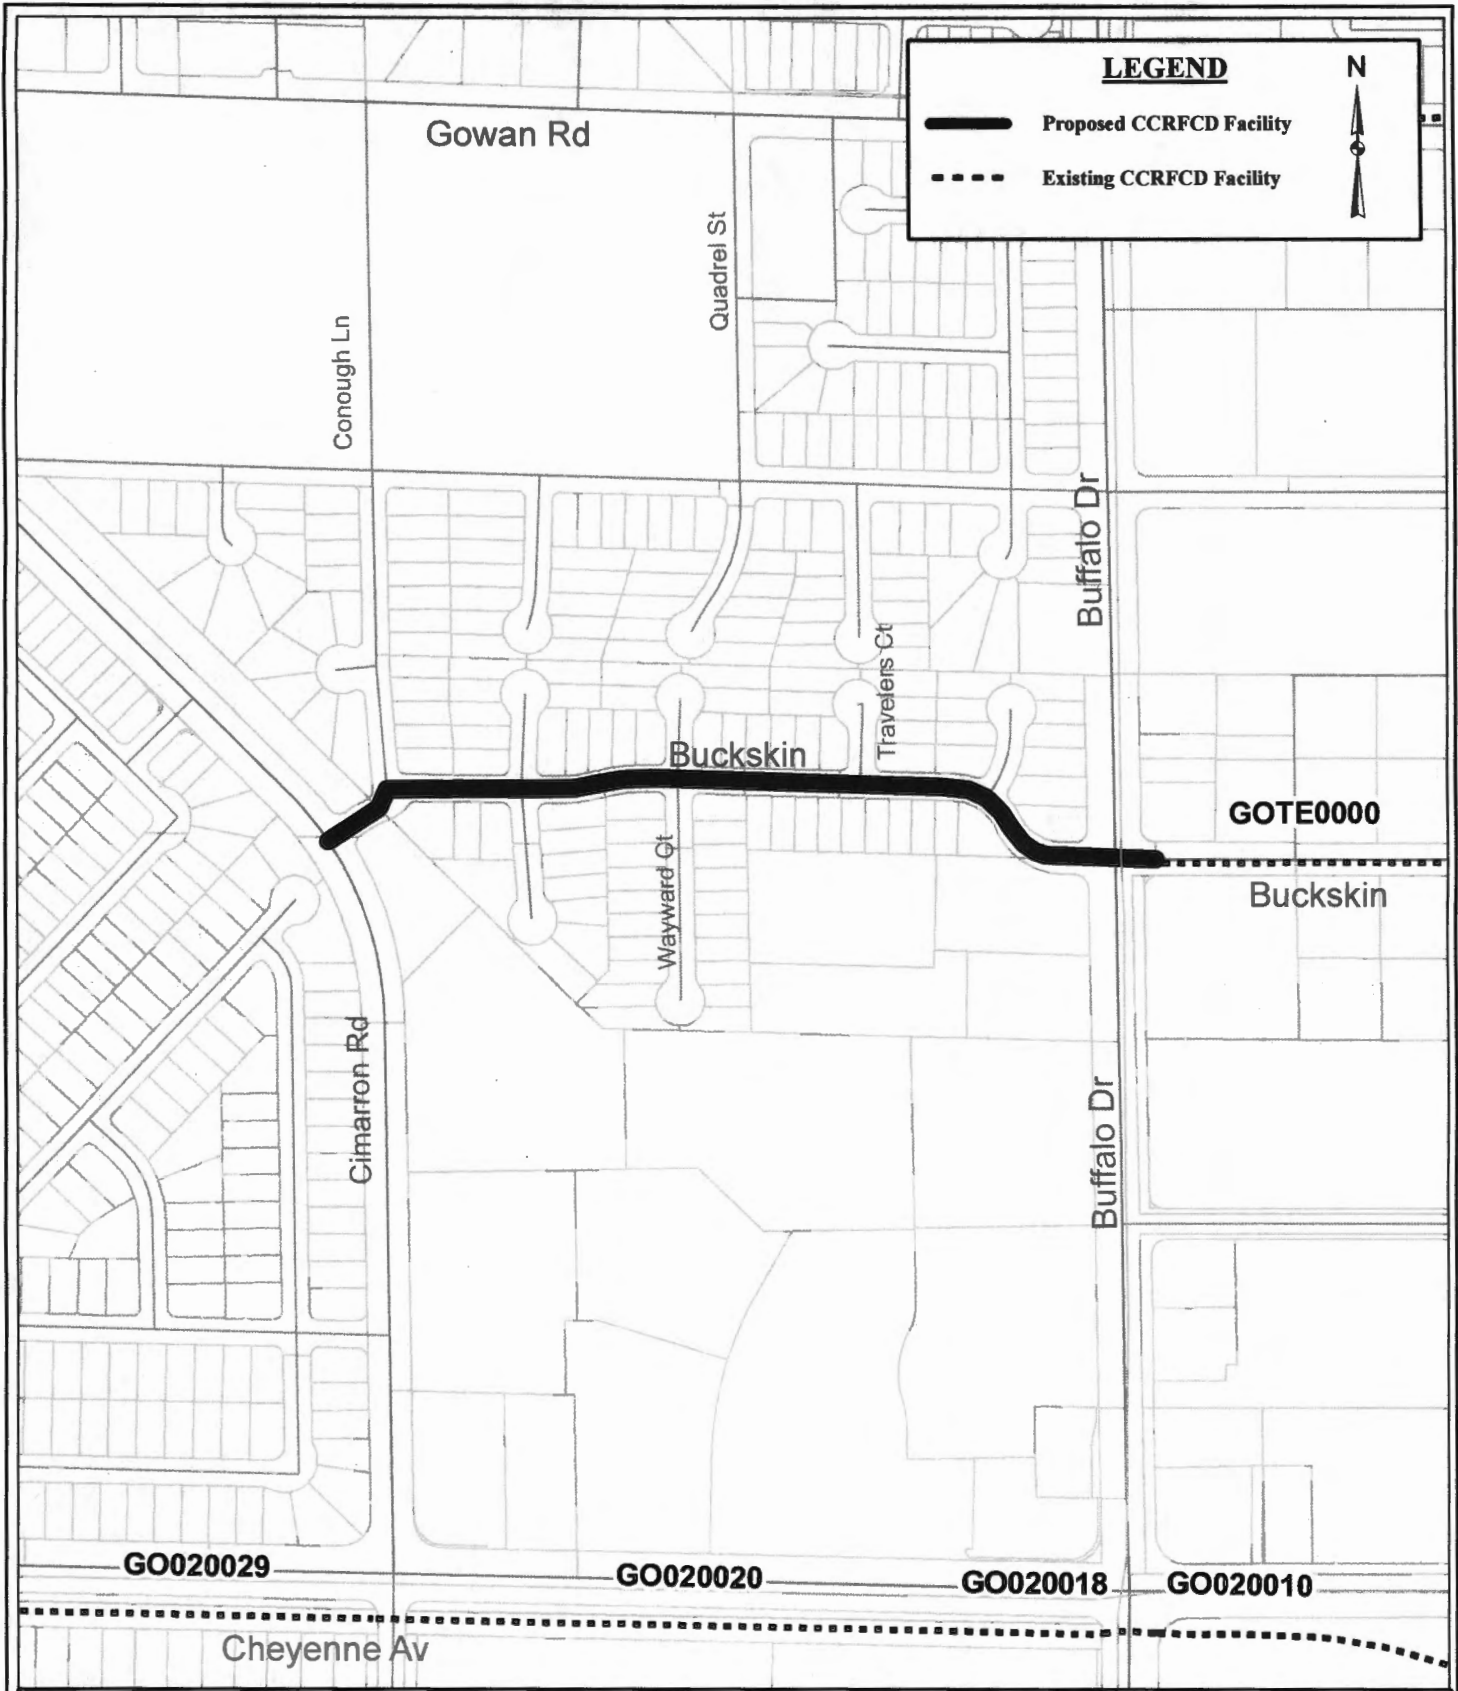 LEGEND
N
Proposed CCRFCD Facility
Existing CCRFCD Facility
Gowan Rd
Quadrel St
Conough Ln
Buffalo Dr
Travelers Ct
Buckskin
GOTE0000
Buckskin
Wayward Ct
Cimarron Rd
Buffalo Dr
GO020029
GO020020
GO020018
GO020010
Cheyenne Av